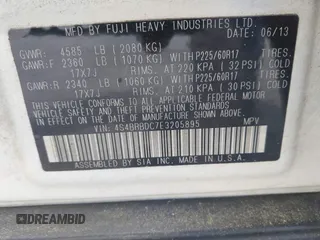 MFD BY FUJI HEAVY INDUSTRIES LTD. 06/13
GVWR: 4585 LB (2080 KG)
GAWR:F 2360 LB (1070 KG) WITH P225/60R17 TIRES.
17X7J RIMS. AT 220 KPA (32 PSI) COLD
GAWR:R 2340 LB (1060 KG) WITH P225/60R17 TIRES.
17X7J RIMS. AT 210 KPA (30 PSI) COLD
THIS VEHICLE CONFORMS TO ALL APPLICABLE FEDERAL MOTOR
VEHICLE SAFETY, BUMPER, AND THEFT PREVENTION STANDARDS
IN EFFECT ON THE DATE OF MANUFACTURE SHOWN ABOVE.
VIN: 4S4BRBDC7E3205895 MPV
ASSEMBLED BY SIA INC. MADE IN U.S.A.
DREAMBID